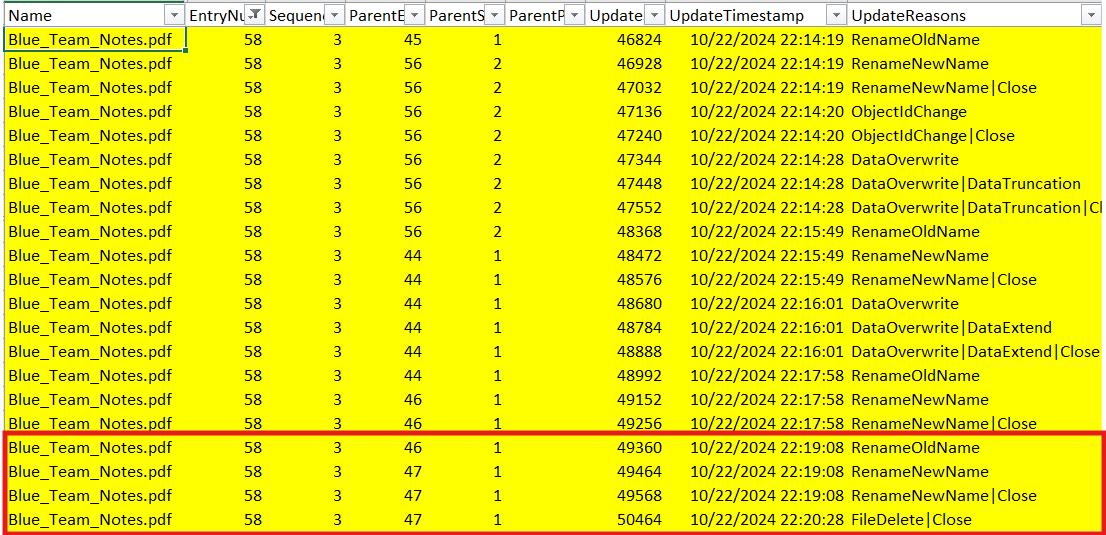 Name EntryNu Sequen ParentE ParentS ParentP Update UpdateTimestamp UpdateReasons
Blue_Team_Notes.pdf 58 3 45 1 46824 10/22/2024 22:14:19 RenameOldName
Blue_Team_Notes.pdf 58 3 56 2 46928 10/22/2024 22:14:19 RenameNewName
Blue_Team_Notes.pdf 58 3 56 2 47032 10/22/2024 22:14:19 RenameNewName|Close
Blue_Team_Notes.pdf 58 3 56 2 47136 10/22/2024 22:14:20 ObjectIdChange
Blue_Team_Notes.pdf 58 3 56 2 47240 10/22/2024 22:14:20 ObjectIdChange|Close
Blue_Team_Notes.pdf 58 3 56 2 47344 10/22/2024 22:14:28 DataOverwrite
Blue_Team_Notes.pdf 58 3 56 2 47448 10/22/2024 22:14:28 DataOverwrite|DataTruncation
Blue_Team_Notes.pdf 58 3 56 2 47552 10/22/2024 22:14:28 DataOverwrite|DataTruncation|Cl
Blue_Team_Notes.pdf 58 3 56 2 48368 10/22/2024 22:15:49 RenameOldName
Blue_Team_Notes.pdf 58 3 44 1 48472 10/22/2024 22:15:49 RenameNewName
Blue_Team_Notes.pdf 58 3 44 1 48576 10/22/2024 22:15:49 RenameNewName|Close
Blue_Team_Notes.pdf 58 3 44 1 48680 10/22/2024 22:16:01 DataOverwrite
Blue_Team_Notes.pdf 58 3 44 1 48784 10/22/2024 22:16:01 DataOverwrite|DataExtend
Blue_Team_Notes.pdf 58 3 44 1 48888 10/22/2024 22:16:01 DataOverwrite|DataExtend|Close
Blue_Team_Notes.pdf 58 3 44 1 48992 10/22/2024 22:17:58 RenameOldName
Blue_Team_Notes.pdf 58 3 46 1 49152 10/22/2024 22:17:58 RenameNewName
Blue_Team_Notes.pdf 58 3 46 1 49256 10/22/2024 22:17:58 RenameNewName|Close
Blue_Team_Notes.pdf 58 3 46 1 49360 10/22/2024 22:19:08 RenameOldName
Blue_Team_Notes.pdf 58 3 47 1 49464 10/22/2024 22:19:08 RenameNewName
Blue_Team_Notes.pdf 58 3 47 1 49568 10/22/2024 22:19:08 RenameNewName|Close
Blue_Team_Notes.pdf 58 3 47 1 50464 10/22/2024 22:20:28 FileDelete|Close